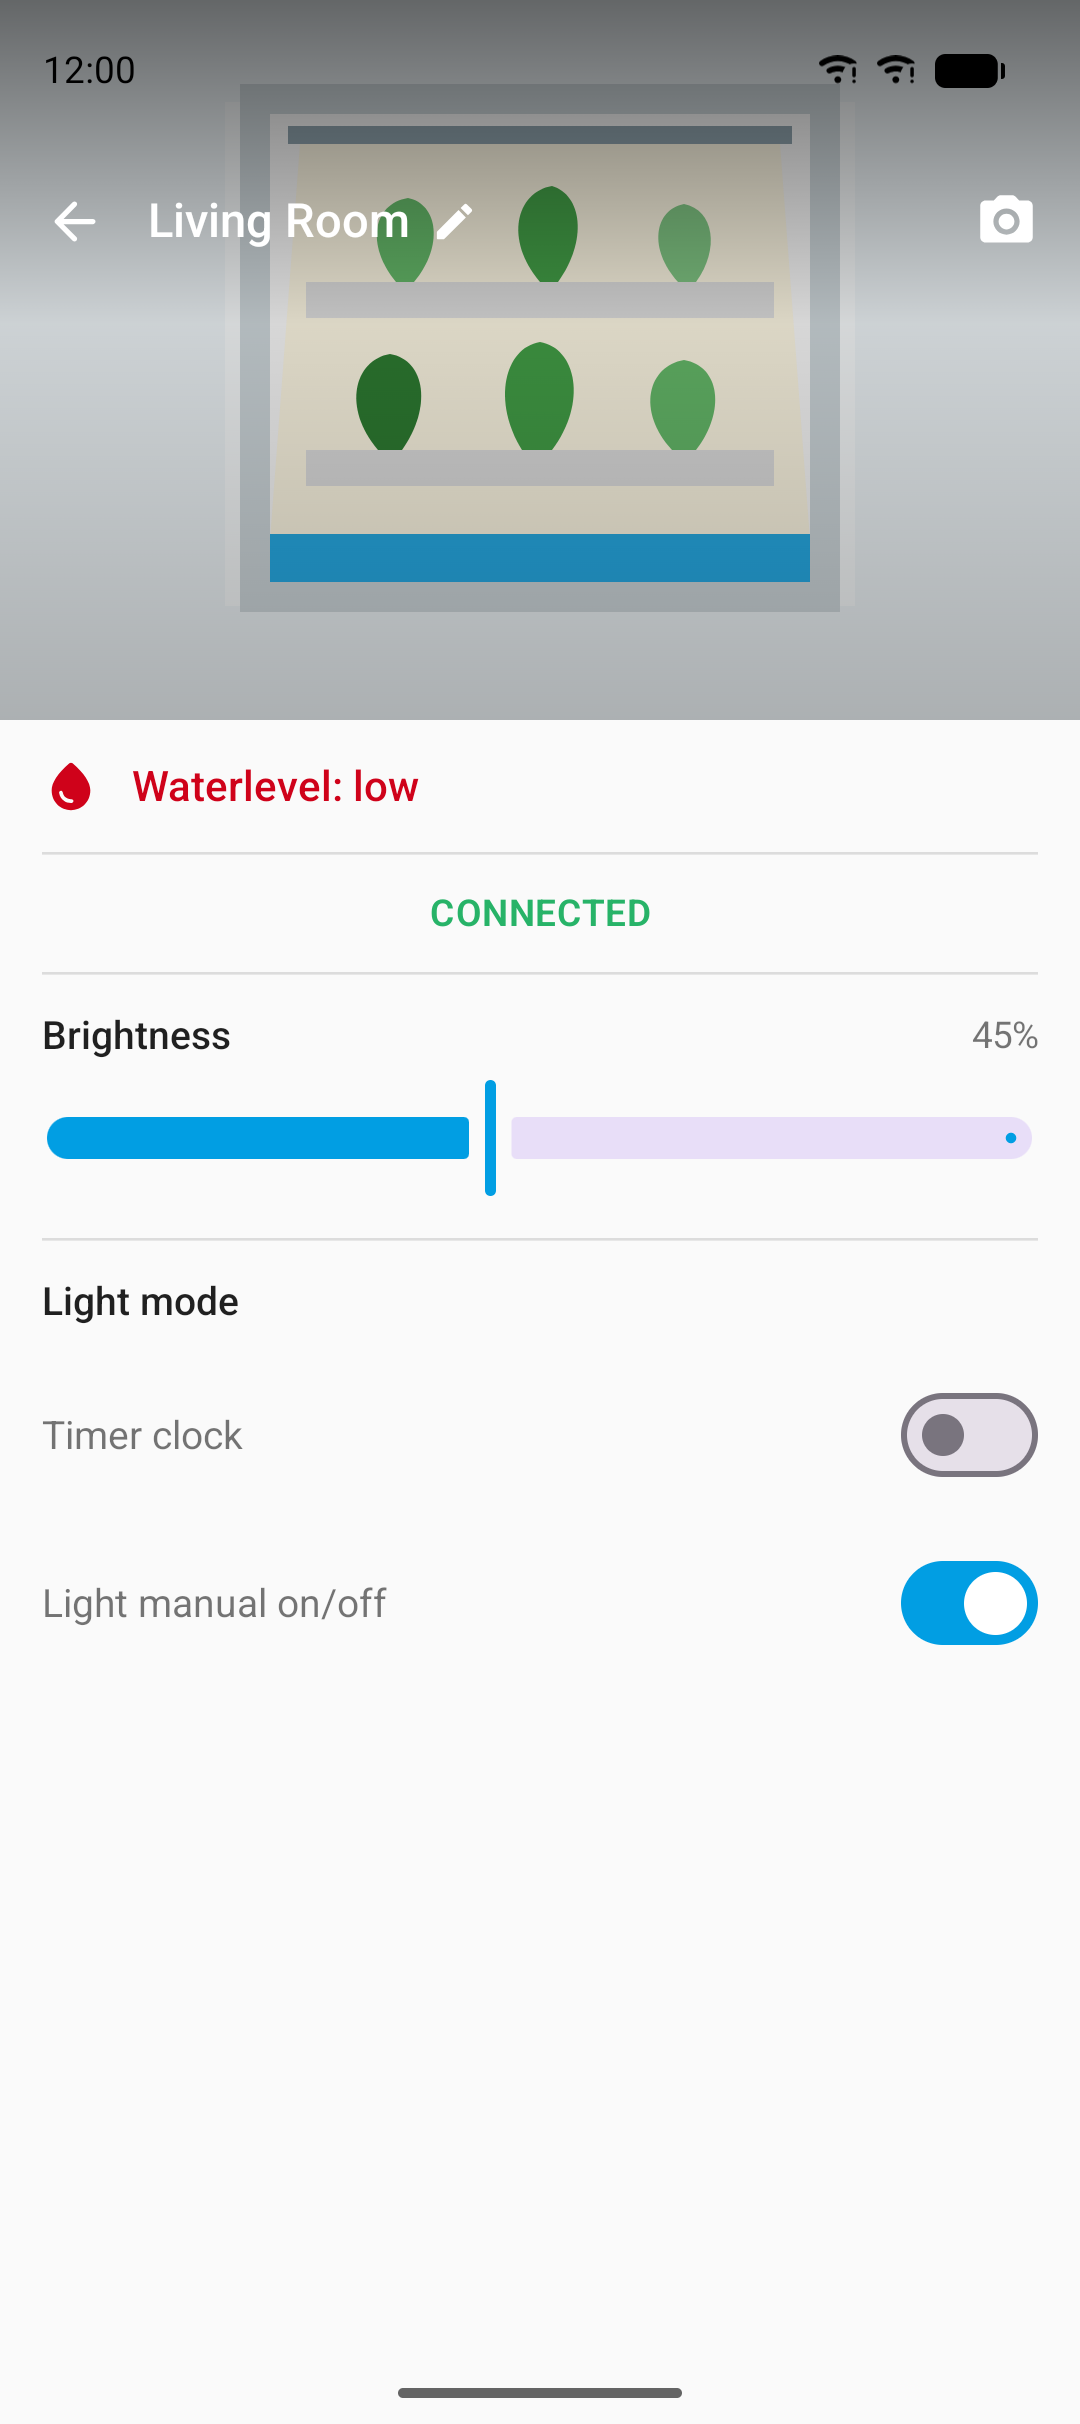 12:00
Living Room
Waterlevel: low
CONNECTED
Brightness 45%
Light mode
Timer clock
Light manual on/off